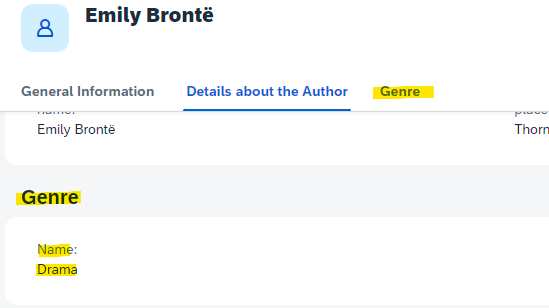 Emily Brontë
General Information Details about the Author Genre
name: place
Emily Brontë Thorn
Genre
Name:
Drama